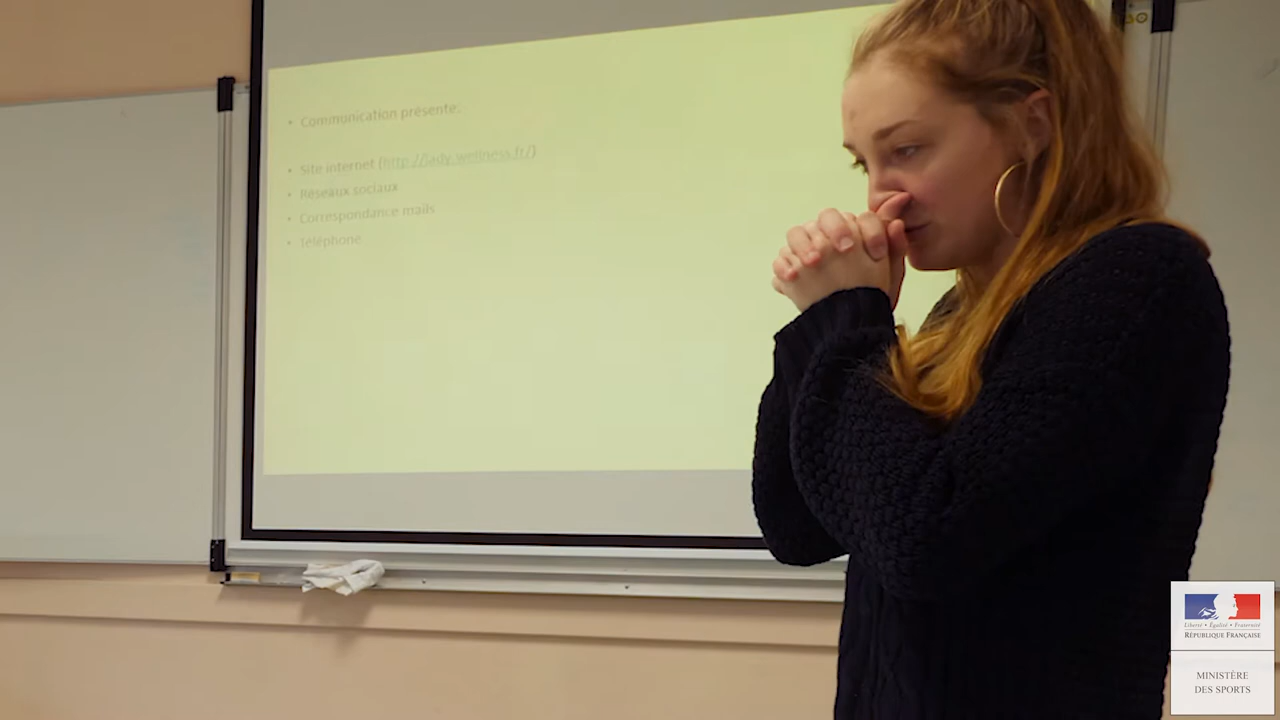 • Communication présente:
• Site internet (http://lady.wellness.fr/)
• Réseaux sociaux
• Correspondance mails
• Téléphone
Liberté • Égalité • Fraternité
RÉPUBLIQUE FRANÇAISE
MINISTÈRE
DES SPORTS